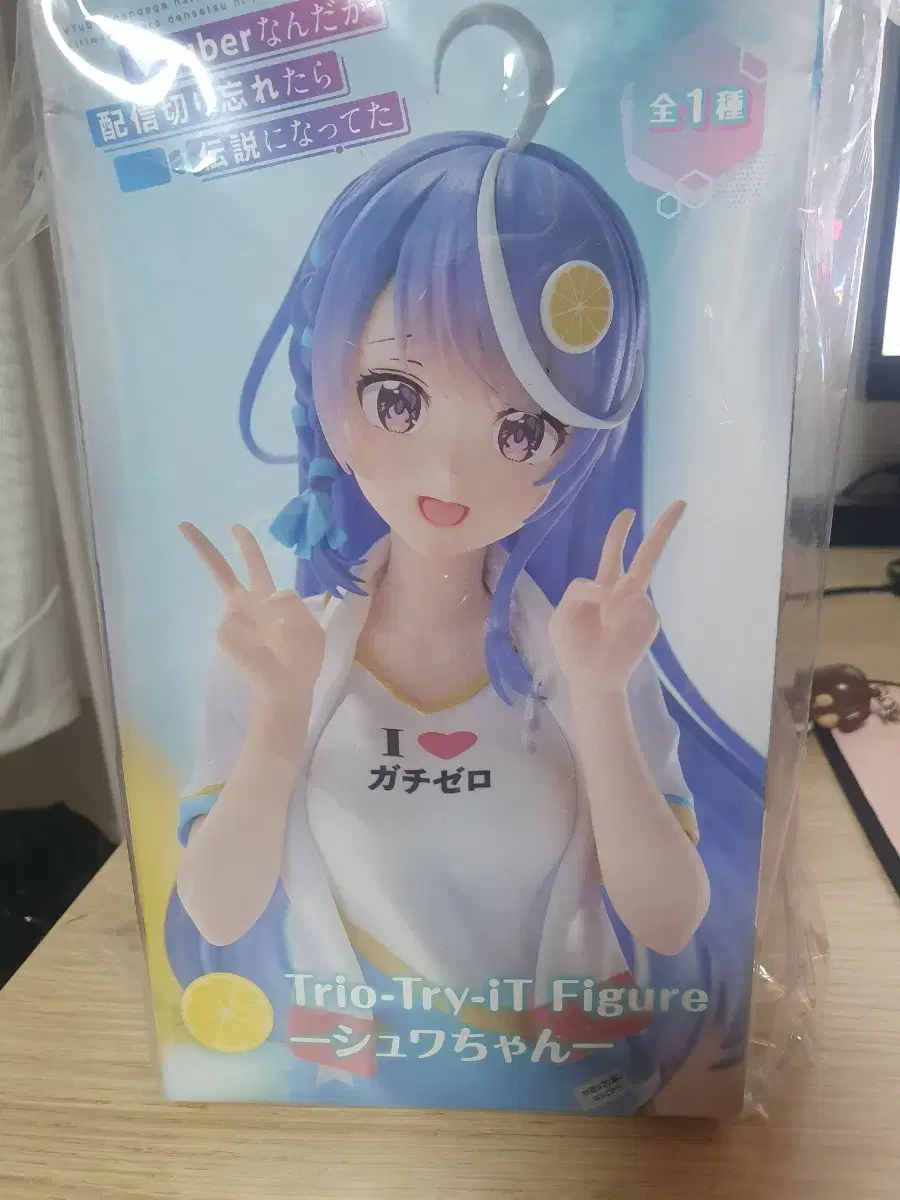 VTuberなんだが
配信切り忘れたら
伝説になってた
全1種
I ♥
ガチゼロ
Trio-Try-iT Figure
―シュワちゃん―